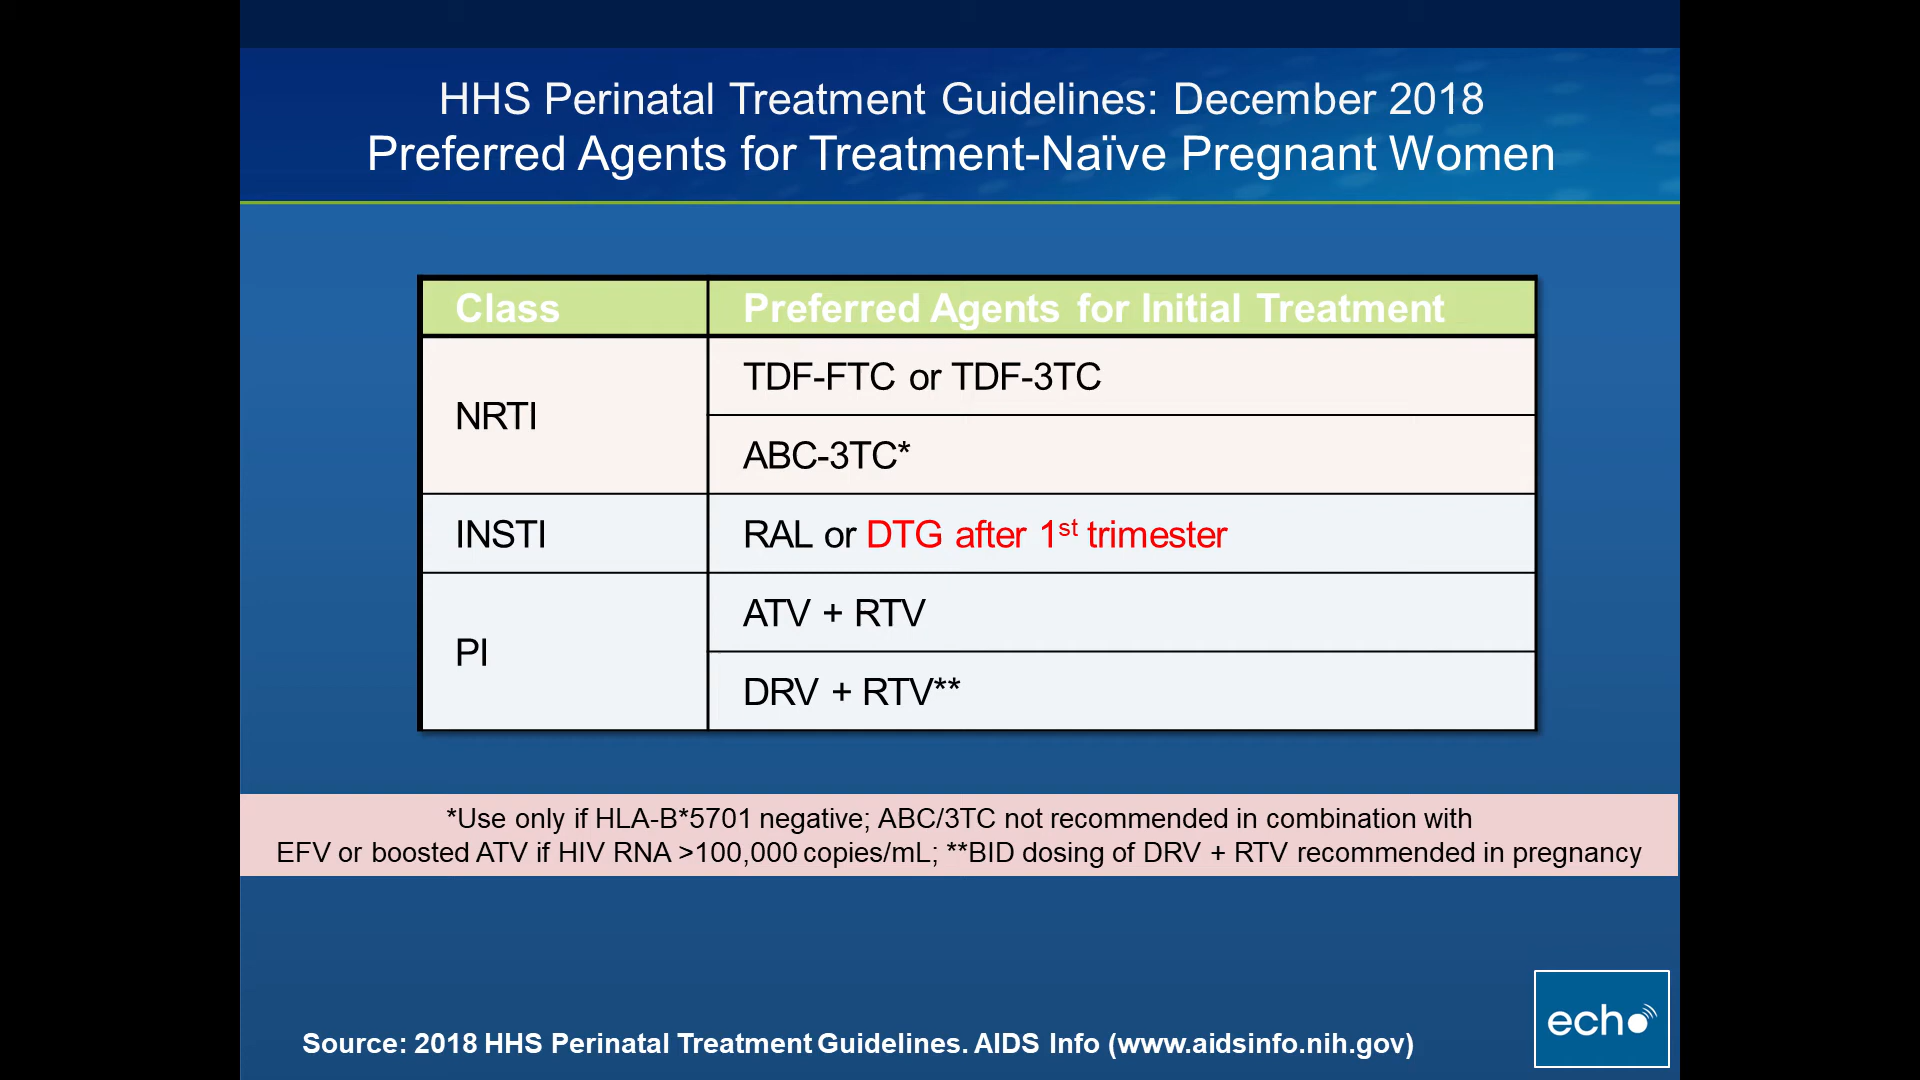 HHS Perinatal Treatment Guidelines: December 2018
Preferred Agents for Treatment-Naïve Pregnant Women
Class
Preferred Agents for Initial Treatment
NRTI
TDF-FTC or TDF-3TC
ABC-3TC*
INSTI
RAL or DTG after 1st trimester
PI
ATV + RTV
DRV + RTV**
*Use only if HLA-B*5701 negative; ABC/3TC not recommended in combination with
EFV or boosted ATV if HIV RNA >100,000 copies/mL; **BID dosing of DRV + RTV recommended in pregnancy
Source: 2018 HHS Perinatal Treatment Guidelines. AIDS Info (www.aidsinfo.nih.gov)
echo